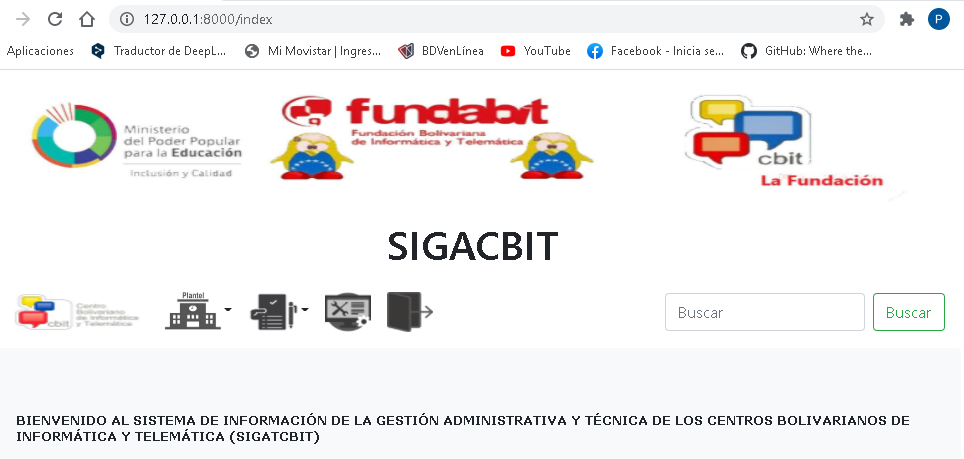 127.0.0.1:8000/index
P
Aplicaciones
Traductor de DeepL...
Mi Movistar | Ingres...
BDVenLínea
YouTube
Facebook - Inicia se...
GitHub: Where the...
Ministerio
del Poder Popular
para la Educación
Inclusión y Calidad
fundabit
Fundación Bolivariana
de Informática y Telemática
cbit
La Fundación
SIGACBIT
cbit
Centro
Bolivariano
de Informática
y Telemática
Plantel
Buscar
Buscar
BIENVENIDO AL SISTEMA DE INFORMACIÓN DE LA GESTIÓN ADMINISTRATIVA Y TÉCNICA DE LOS CENTROS BOLIVARIANOS DE
INFORMÁTICA Y TELEMÁTICA (SIGATCBIT)